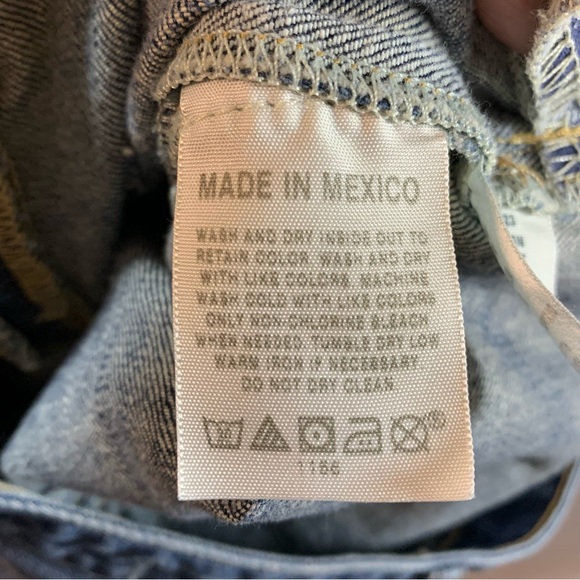 MADE IN MEXICO
WASH AND DRY INSIDE OUT TO
RETAIN COLOR. WASH AND DRY
WITH LIKE COLORS. MACHINE
WASH COLD WITH LIKE COLORS
ONLY NON-CHLORINE BLEACH
WHEN NEEDED. TUMBLE DRY LOW
WARM IRON IF NECESSARY
DO NOT DRY CLEAN
®
1166